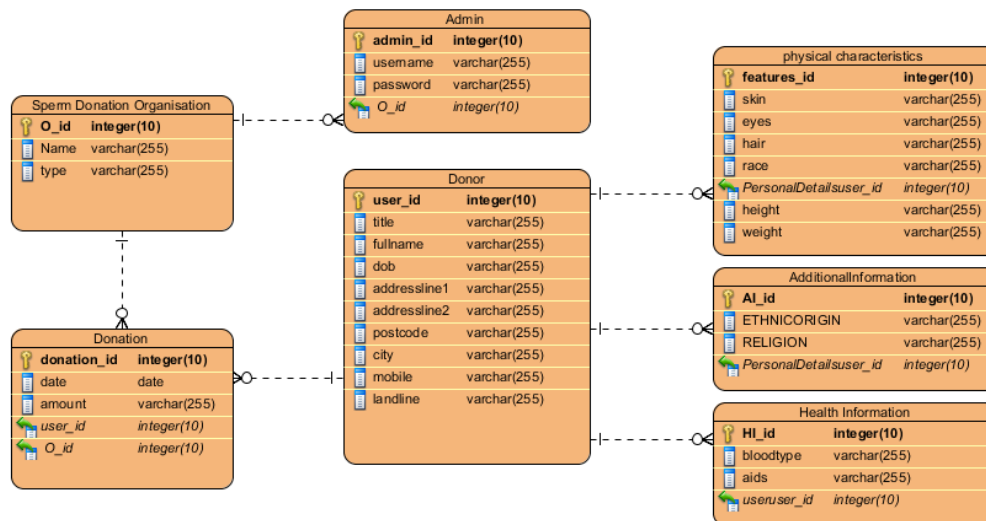 Admin
admin_id integer(10)
username varchar(255)
password varchar(255)
O_id integer(10)
Sperm Donation Organisation
O_id integer(10)
Name varchar(255)
type varchar(255)
physical characteristics
features_id integer(10)
skin varchar(255)
eyes varchar(255)
hair varchar(255)
race varchar(255)
PersonalDetailsuser_id integer(10)
height varchar(255)
weight varchar(255)
Donor
user_id integer(10)
title varchar(255)
fullname varchar(255)
dob varchar(255)
addressline1 varchar(255)
addressline2 varchar(255)
postcode varchar(255)
city varchar(255)
mobile varchar(255)
landline varchar(255)
AdditionalInformation
AI_id integer(10)
ETHNICORIGIN varchar(255)
RELIGION varchar(255)
PersonalDetailsuser_id integer(10)
Donation
donation_id integer(10)
date date
amount varchar(255)
user_id integer(10)
O_id integer(10)
Health Information
HI_id integer(10)
bloodtype varchar(255)
aids varchar(255)
useruser_id integer(10)